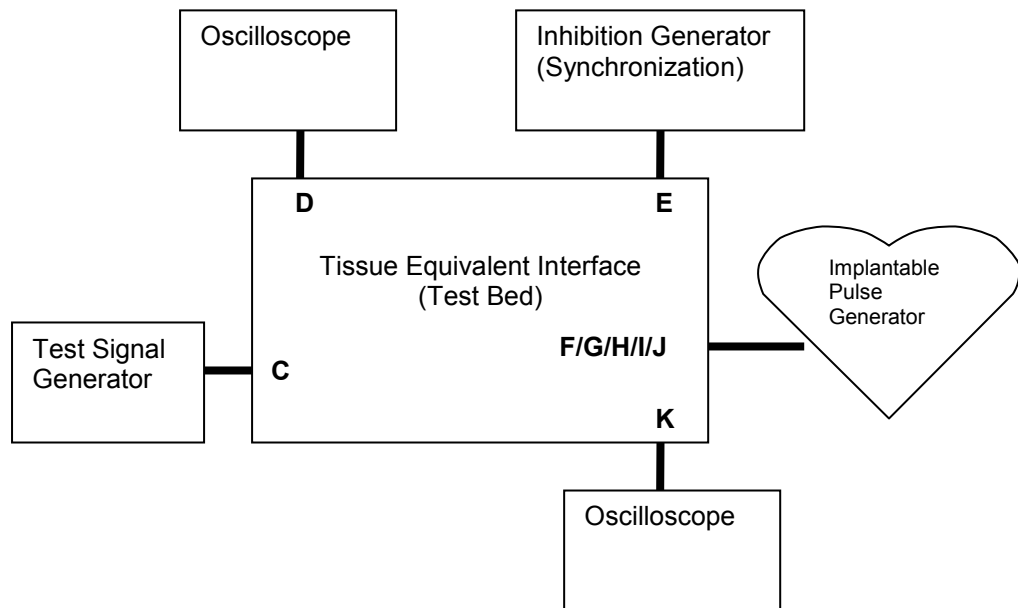 Oscilloscope
Inhibition Generator
(Synchronization)
D
E
Tissue Equivalent Interface
(Test Bed)
Implantable
Pulse
Generator
Test Signal
Generator
C
F/G/H/I/J
K
Oscilloscope